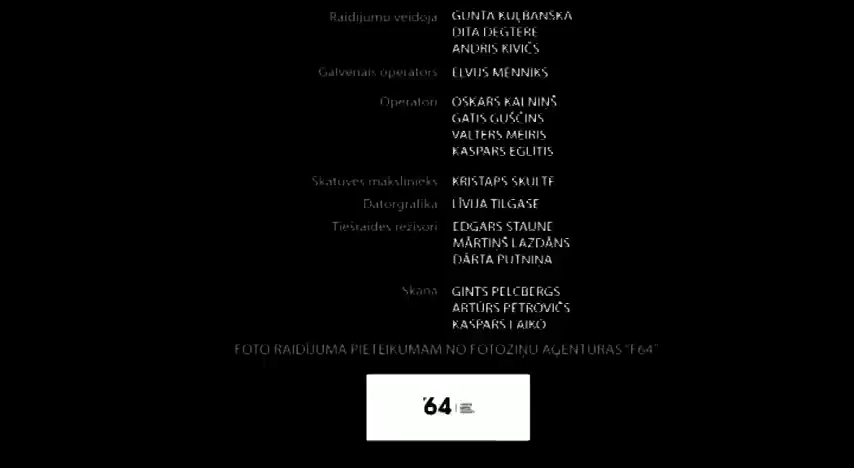 Raidījumu veidoja GUNTA KUĻBANSKA
DITA DEGTERE
ANDRIS KIVIČS
Galvenais operators ELVIJS MENNIKS
Operatori OSKARS KALNIŅŠ
GATIS GUŠČINS
VALTERS MEIRIS
KASPARS EGLĪTIS
Skatuves mākslinieks KRISTAPS SKULTE
Datorgrafika LĪVIJA TILGASE
Tiešraides režisori EDGARS STAUNE
MĀRTIŅŠ LAZDĀNS
DĀRTA PUTNIŅA
Skaņa GINTS PELCBERGS
ARTŪRS PETROVIČS
KASPARS LAIKO
FOTO RAIDĪJUMA PIETEIKUMAM NO FOTOZIŅU AĢENTŪRAS "F64"
64